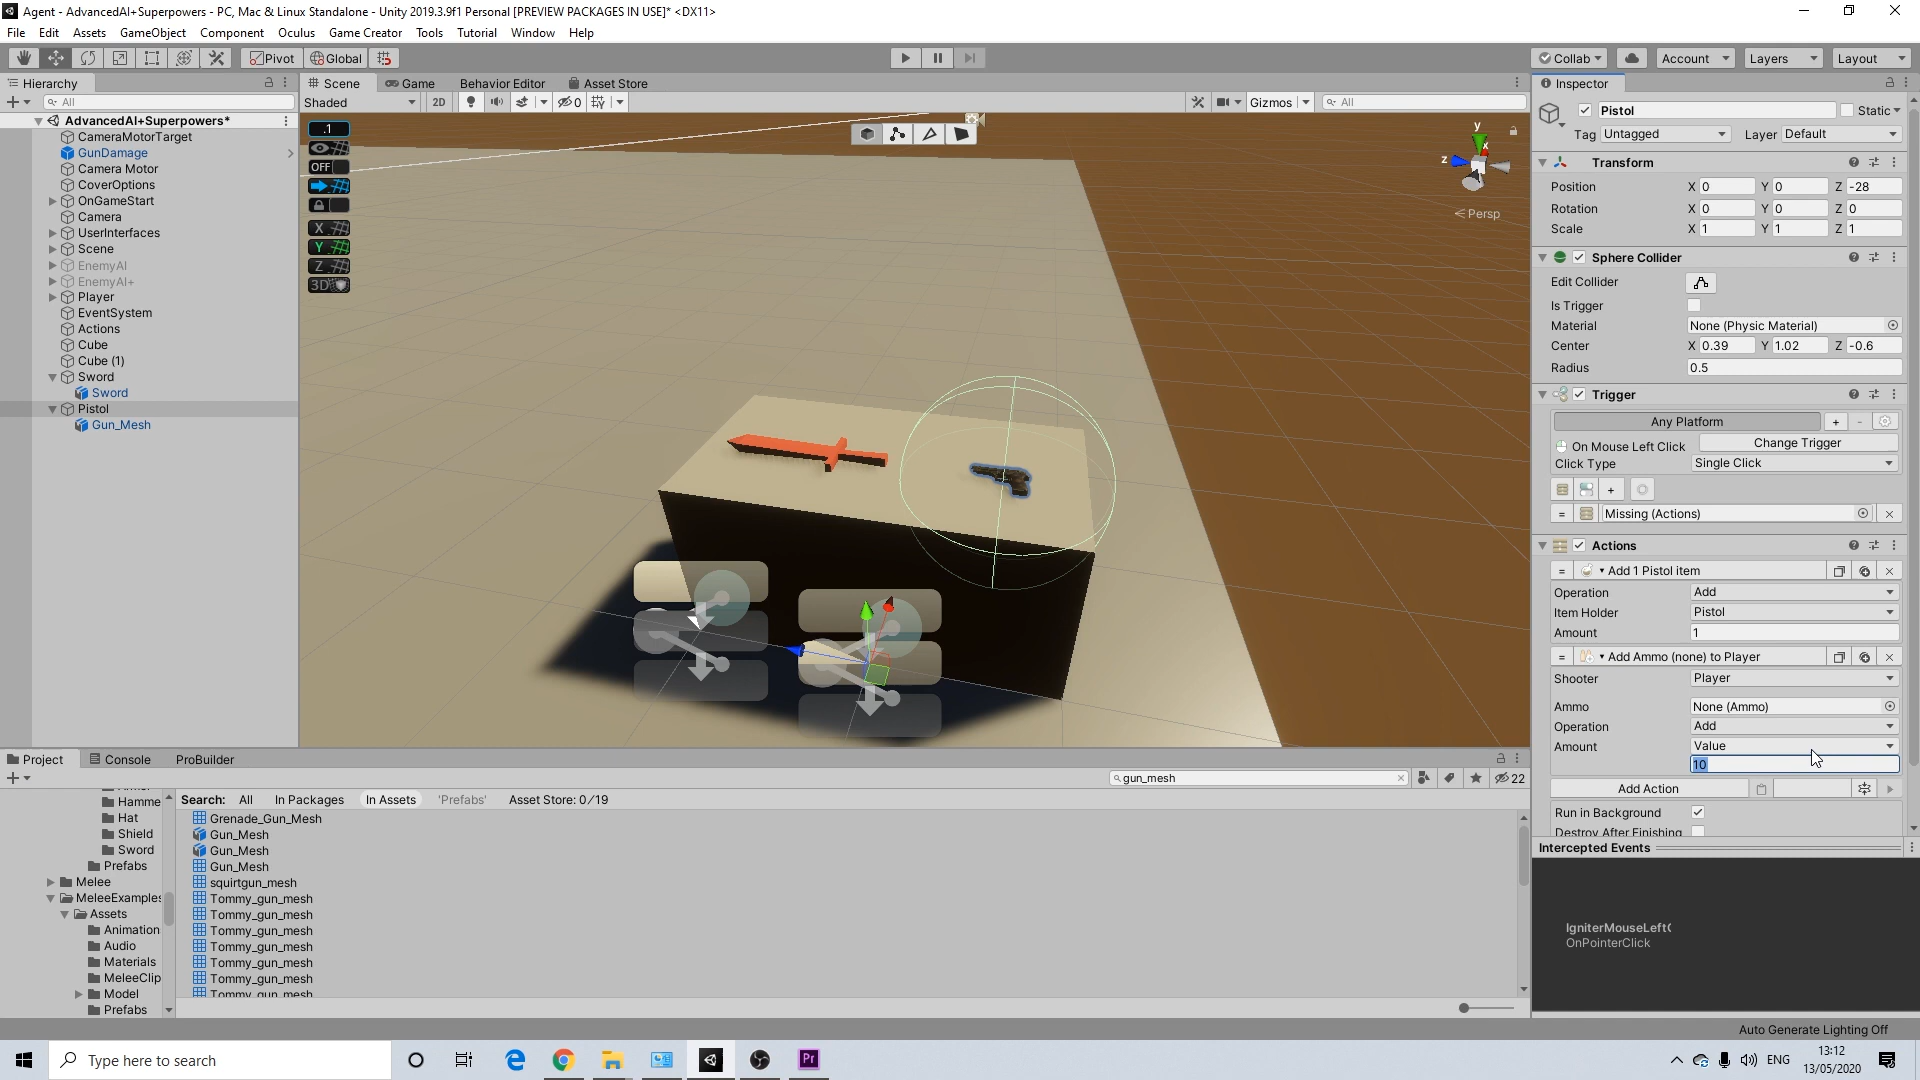 Agent - AdvancedAI+Superpowers - PC, Mac & Linux Standalone - Unity 2019.3.9f1 Personal [PREVIEW PACKAGES IN USE]* <DX11>
File Edit Assets GameObject Component Oculus Game Creator Tools Tutorial Window Help
Pivot Global Collab Account Layers Layout
Hierarchy
All
AdvancedAI+Superpowers*
CameraMotorTarget
GunDamage
Camera Motor
CoverOptions
OnGameStart
Camera
UserInterfaces
Scene
EnemyAI
EnemyAI+
Player
EventSystem
Actions
Cube
Cube (1)
Sword
Sword
Pistol
Gun_Mesh
Scene Game Behavior Editor Asset Store
Shaded 2D 0 Gizmos All
.1
OFF
X
Y
Z
3D
y
x
z
Persp
Inspector
Pistol Static
Tag Untagged Layer Default
Transform
Position X 0 Y 0 Z -28
Rotation X 0 Y 0 Z 0
Scale X 1 Y 1 Z 1
Sphere Collider
Edit Collider
Is Trigger
Material None (Physic Material)
Center X 0.39 Y 1.02 Z -0.6
Radius 0.5
Trigger
Any Platform + -
On Mouse Left Click Change Trigger
Click Type Single Click
+
= Missing (Actions)
Actions
= Add 1 Pistol item
Operation Add
Item Holder Pistol
Amount 1
= Add Ammo (none) to Player
Shooter Player
Ammo None (Ammo)
Operation Add
Amount Value
10
Add Action
Run in Background
Destroy After Finishing
Intercepted Events
IgniterMouseLeft
OnPointerClick
Project Console ProBuilder
gun_mesh 22
Search: All In Packages In Assets 'Prefabs' Asset Store: 0/19
Hamme
Hat
Shield
Sword
Prefabs
Melee
MeleeExamples
Assets
Animation
Audio
Materials
MeleeClip
Model
Prefabs
Grenade_Gun_Mesh
Gun_Mesh
Gun_Mesh
Gun_Mesh
squirtgun_mesh
Tommy_gun_mesh
Tommy_gun_mesh
Tommy_gun_mesh
Tommy_gun_mesh
Tommy_gun_mesh
Tommy_gun_mesh
Tommy_gun_mesh
Auto Generate Lighting Off
Type here to search
Pr
ENG
13:12
13/05/2020